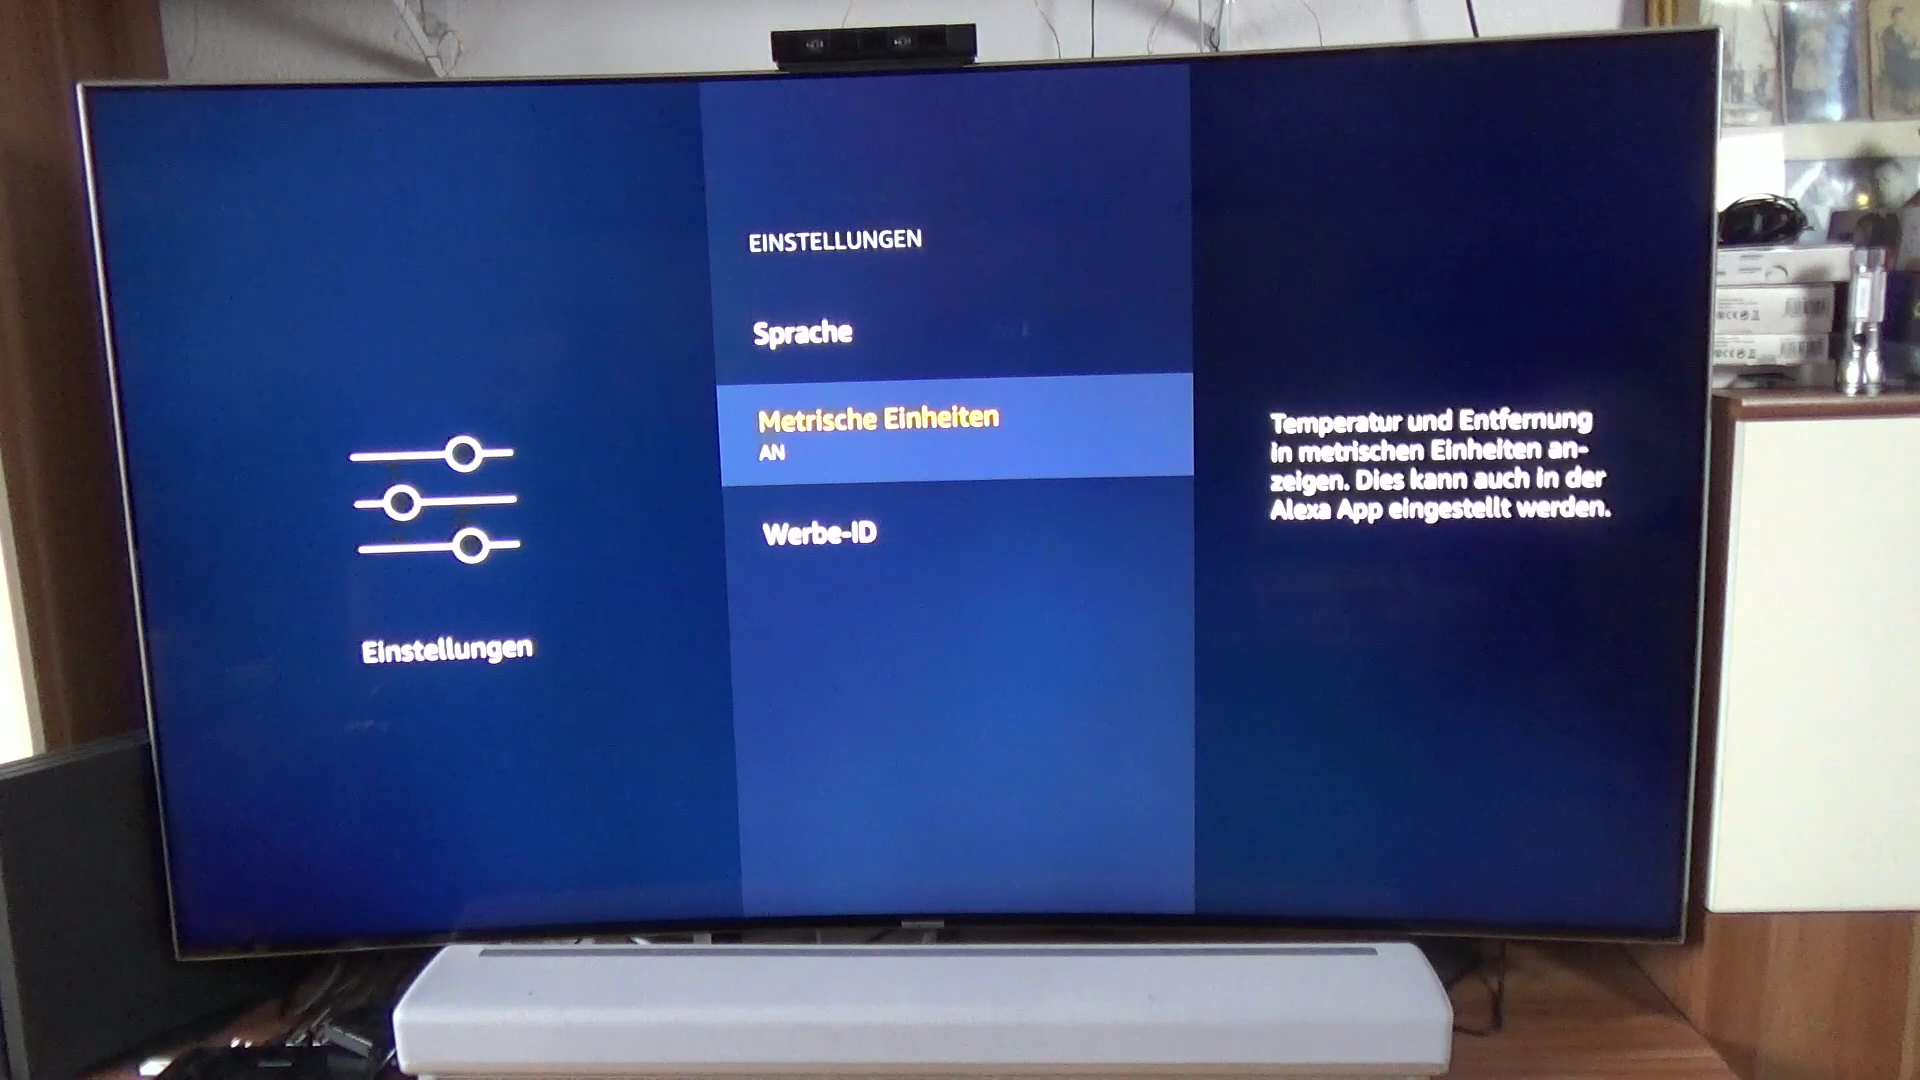 EINSTELLUNGEN
Sprache
Metrische Einheiten
AN
Werbe-ID
Einstellungen
Temperatur und Entfernung
in metrischen Einheiten an-
zeigen. Dies kann auch in der
Alexa App eingestellt werden.